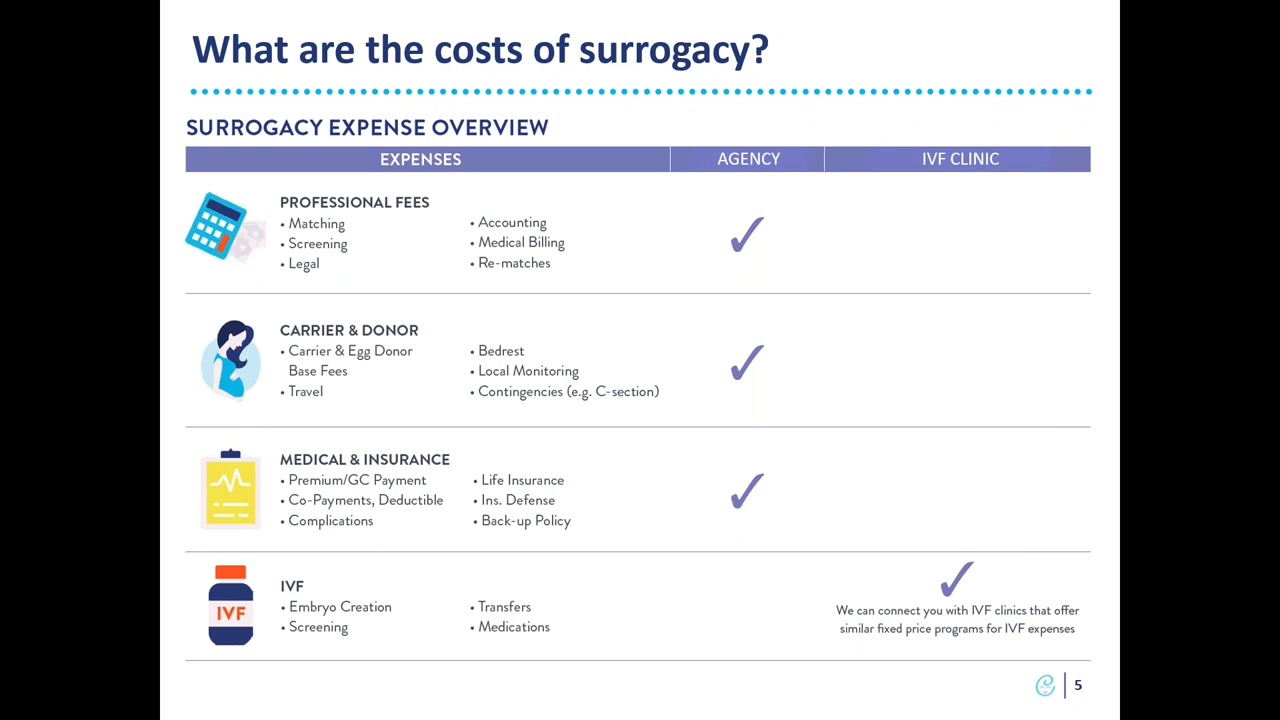 What are the costs of surrogacy?
SURROGACY EXPENSE OVERVIEW
EXPENSES
AGENCY
IVF CLINIC
PROFESSIONAL FEES
• Matching
• Screening
• Legal
• Accounting
• Medical Billing
• Re-matches
CARRIER & DONOR
• Carrier & Egg Donor
Base Fees
• Travel
• Bedrest
• Local Monitoring
• Contingencies (e.g. C-section)
MEDICAL & INSURANCE
• Premium/GC Payment
• Co-Payments, Deductible
• Complications
• Life Insurance
• Ins. Defense
• Back-up Policy
IVF
IVF
• Embryo Creation
• Screening
• Transfers
• Medications
We can connect you with IVF clinics that offer
similar fixed price programs for IVF expenses
5